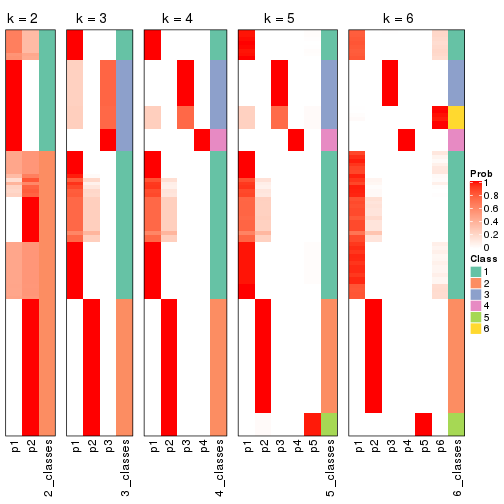 k = 2
k = 3
k = 4
k = 5
k = 6
Prob
1
0.8
0.6
0.4
0.2
0
Class
1
2
3
4
5
6
p1
p2
2_classes
p1
p2
p3
3_classes
p1
p2
p3
p4
4_classes
p1
p2
p3
p4
p5
5_classes
p1
p2
p3
p4
p5
p6
6_classes